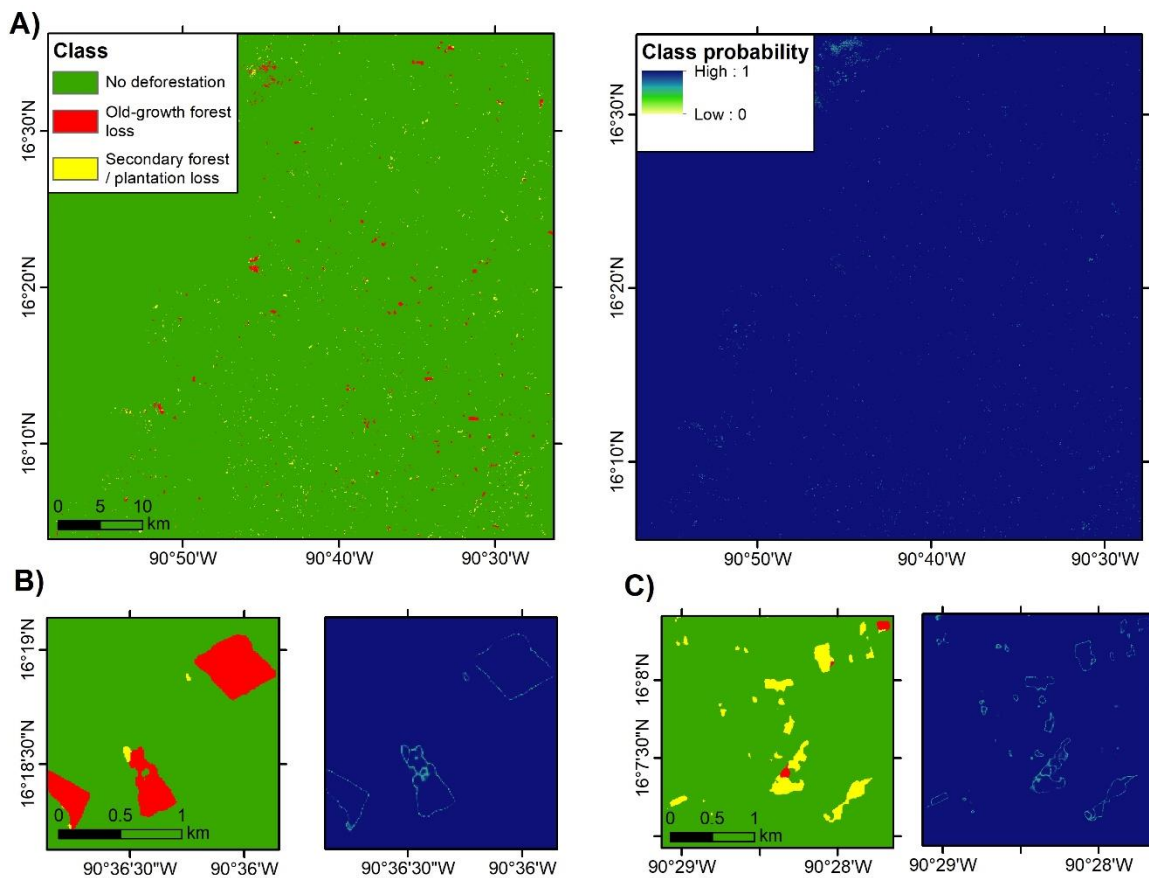 A)
Class
No deforestation
Old-growth forest
loss
Secondary forest
/ plantation loss
16°30'N
16°20'N
16°10'N
0 5 10
km
90°50'W 90°40'W 90°30'W
Class probability
High : 1
Low : 0
16°30'N
16°20'N
16°10'N
90°50'W 90°40'W 90°30'W
B)
16°19'N
16°18'30"N
0 0.5 1
km
90°36'30"W 90°36'W
90°36'30"W 90°36'W
C)
16°8'N
16°7'30"N
0 0.5 1
km
90°29'W 90°28'W
90°29'W 90°28'W